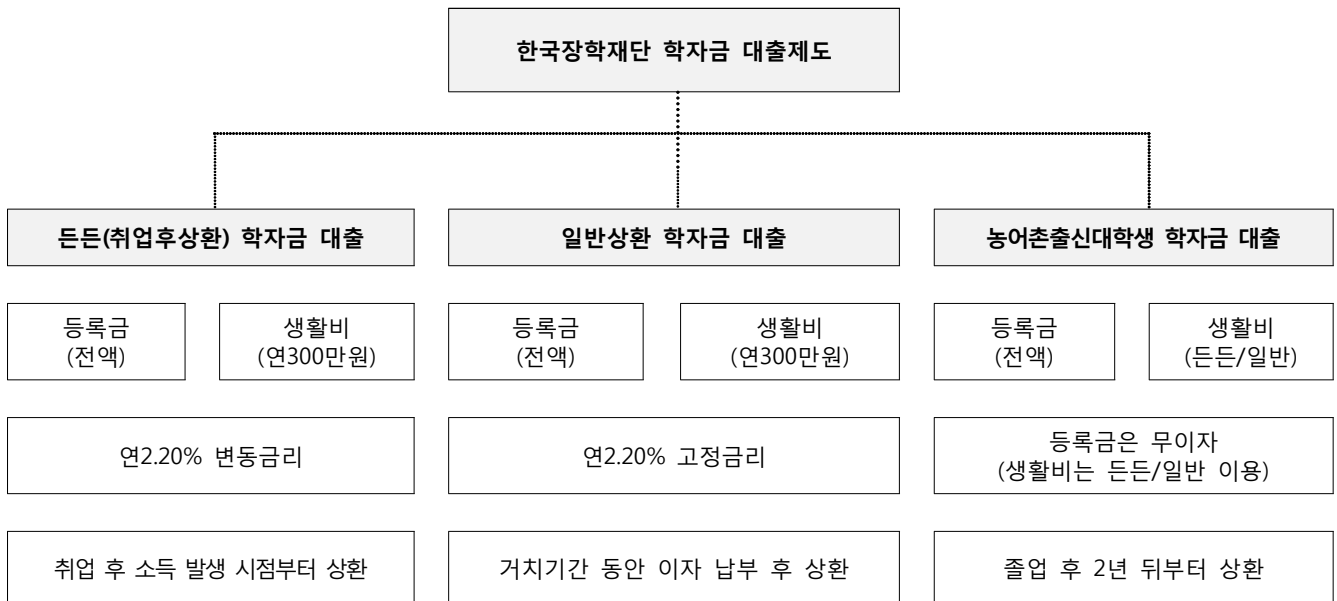 한국장학재단 학자금 대출제도
든든(취업후상환) 학자금 대출
일반상환 학자금 대출
농어촌출신대학생 학자금 대출
등록금
(전액)
생활비
(연300만원)
등록금
(전액)
생활비
(연300만원)
등록금
(전액)
생활비
(든든/일반)
연2.20% 변동금리
연2.20% 고정금리
등록금은 무이자
(생활비는 든든/일반 이용)
취업 후 소득 발생 시점부터 상환
거치기간 동안 이자 납부 후 상환
졸업 후 2년 뒤부터 상환